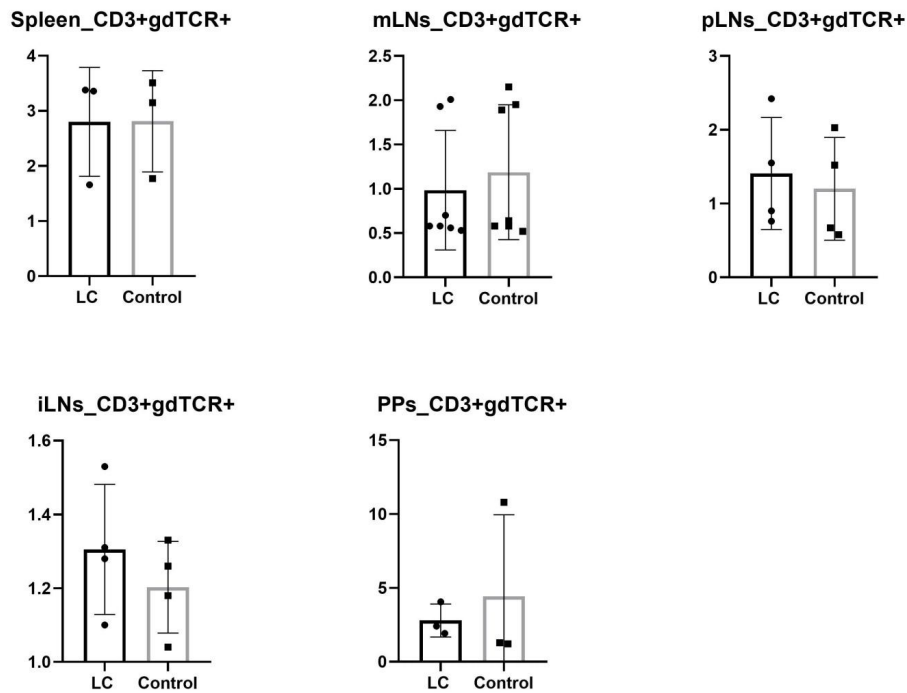 Spleen_CD3+gdTCR+
4
3
2
1
0
LC Control
mLNs_CD3+gdTCR+
2.5
2.0
1.5
1.0
0.5
0.0
LC Control
pLNs_CD3+gdTCR+
3
2
1
0
LC Control
iLNs_CD3+gdTCR+
1.6
1.4
1.2
1.0
LC Control
PPs_CD3+gdTCR+
15
10
5
0
LC Control